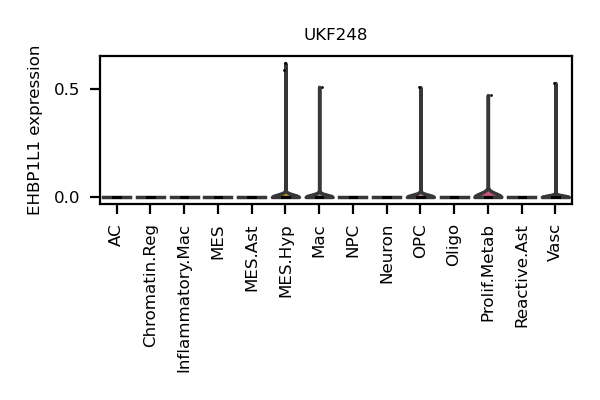 UKF248
EHBP1L1 expression
0.5
0.0
AC
Chromatin.Reg
Inflammatory.Mac
MES
MES.Ast
MES.Hyp
Mac
NPC
Neuron
OPC
Oligo
Prolif.Metab
Reactive.Ast
Vasc